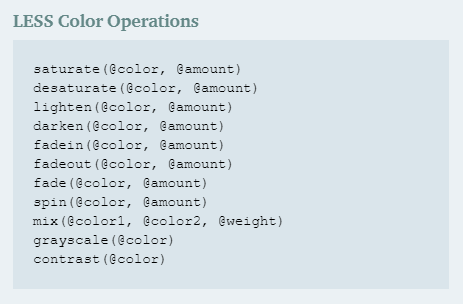 LESS Color Operations
saturate(@color, @amount)
desaturate(@color, @amount)
lighten(@color, @amount)
darken(@color, @amount)
fadein(@color, @amount)
fadeout(@color, @amount)
fade(@color, @amount)
spin(@color, @amount)
mix(@color1, @color2, @weight)
grayscale(@color)
contrast(@color)